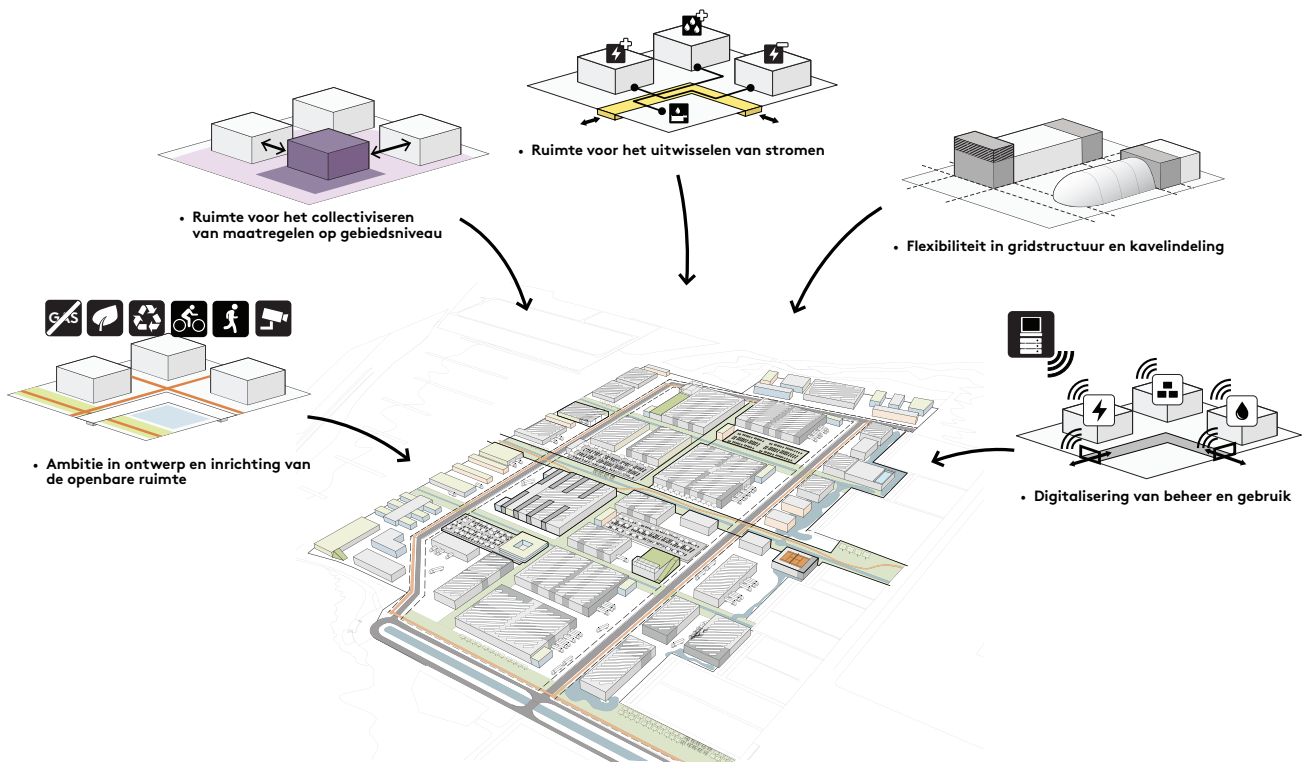 • Ruimte voor het uitwisselen van stromen
• Ruimte voor het collectiviseren
van maatregelen op gebiedsniveau
• Flexibiliteit in gridstructuur en kavelindeling
GAS
• Ambitie in ontwerp en inrichting van
de openbare ruimte
• Digitalisering van beheer en gebruik